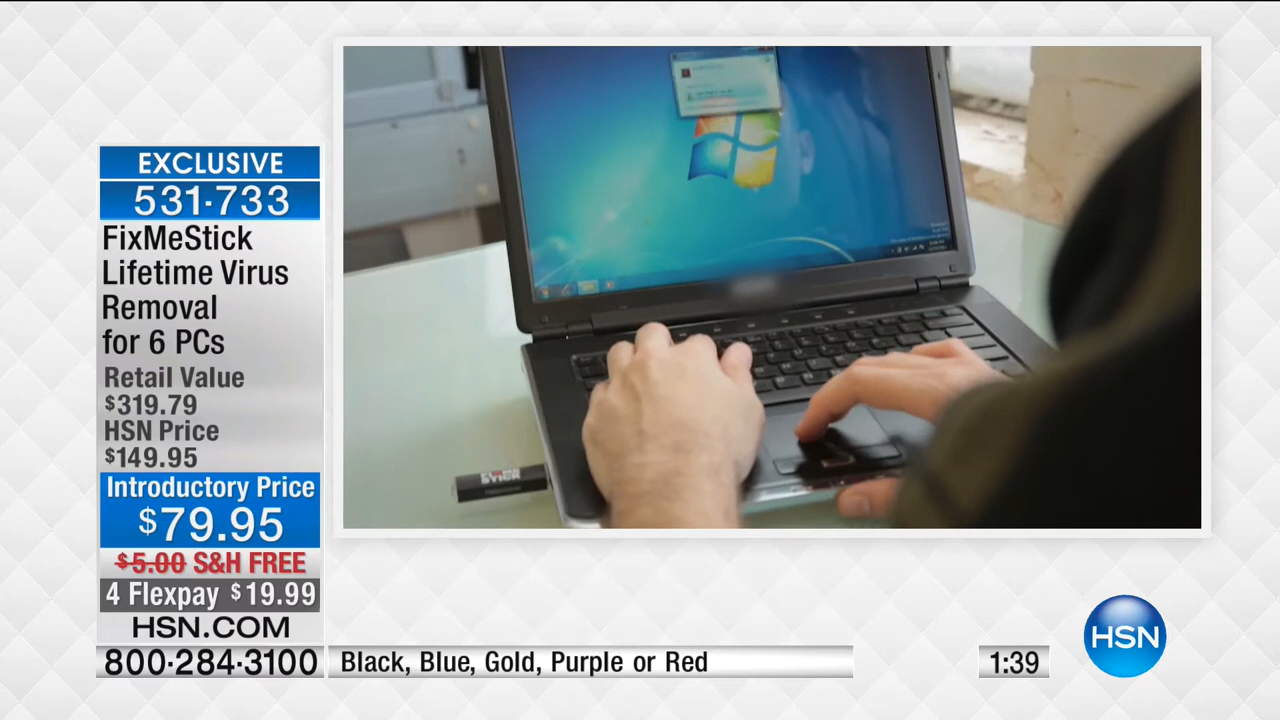 EXCLUSIVE
531·733
FixMeStick
Lifetime Virus
Removal
for 6 PCs
Retail Value
$319.79
HSN Price
$149.95
Introductory Price
$79.95
$5.00 S&H FREE
4 Flexpay $19.99
HSN.COM
800·284·3100
Black, Blue, Gold, Purple or Red
1:39
HSN
STICK